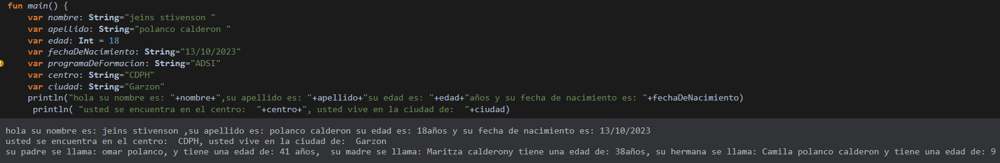 fun main() {
var nombre: String="jeins stivenson "
var apellido: String="polanco calderon "
var edad: Int = 18
var fechaDeNacimiento: String="13/10/2023"
var programaDeFormacion: String="ADSI"
var centro: String="CDPH"
var ciudad: String="Garzon"
println("hola su nombre es: "+nombre+",su apellido es: "+apellido+"su edad es: "+edad+"años y su fecha de nacimiento es: "+fechaDeNacimiento)
println( "usted se encuentra en el centro:  "+centro+", usted vive en la ciudad de:  "+ciudad)
hola su nombre es: jeins stivenson ,su apellido es: polanco calderon su edad es: 18años y su fecha de nacimiento es: 13/10/2023
usted se encuentra en el centro:  CDPH, usted vive en la ciudad de:  Garzon
su padre se llama: omar polanco, y tiene una edad de: 41 años,  su madre se llama: Maritza calderony tiene una edad de: 38años, su hermana se llama: Camila polanco calderon y tiene una edad de: 9